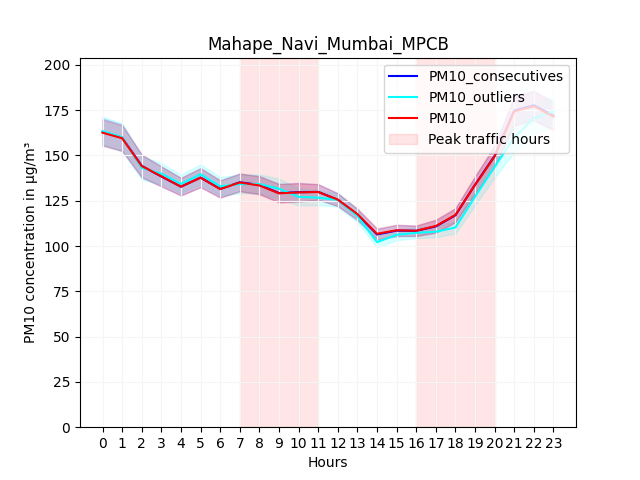 Mahape_Navi_Mumbai_MPCB
PM10 concentration in µg/m³
200
175
150
125
100
75
50
25
0
PM10_consecutives
PM10_outliers
PM10
Peak traffic hours
0 1 2 3 4 5 6 7 8 9 10 11 12 13 14 15 16 17 18 19 20 21 22 23
Hours